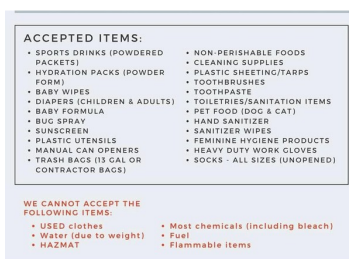 ACCEPTED ITEMS:
• SPORTS DRINKS (POWDERED
PACKETS)
• HYDRATION PACKS (POWDER
FORM)
• BABY WIPES
• DIAPERS (CHILDREN & ADULTS)
• BABY FORMULA
• BUG SPRAY
• SUNSCREEN
• PLASTIC UTENSILS
• MANUAL CAN OPENERS
• TRASH BAGS (13 GAL OR
CONTRACTOR BAGS)
• NON-PERISHABLE FOODS
• CLEANING SUPPLIES
• PLASTIC SHEETING/TARPS
• TOOTHBRUSHES
• TOOTHPASTE
• TOILETRIES/SANITATION ITEMS
• PET FOOD (DOG & CAT)
• HAND SANITIZER
• SANITIZER WIPES
• FEMININE HYGIENE PRODUCTS
• HEAVY DUTY WORK GLOVES
• SOCKS - ALL SIZES (UNOPENED)
WE CANNOT ACCEPT THE
FOLLOWING ITEMS:
• USED clothes
• Water (due to weight)
• HAZMAT
• Most chemicals (including bleach)
• Fuel
• Flammable items